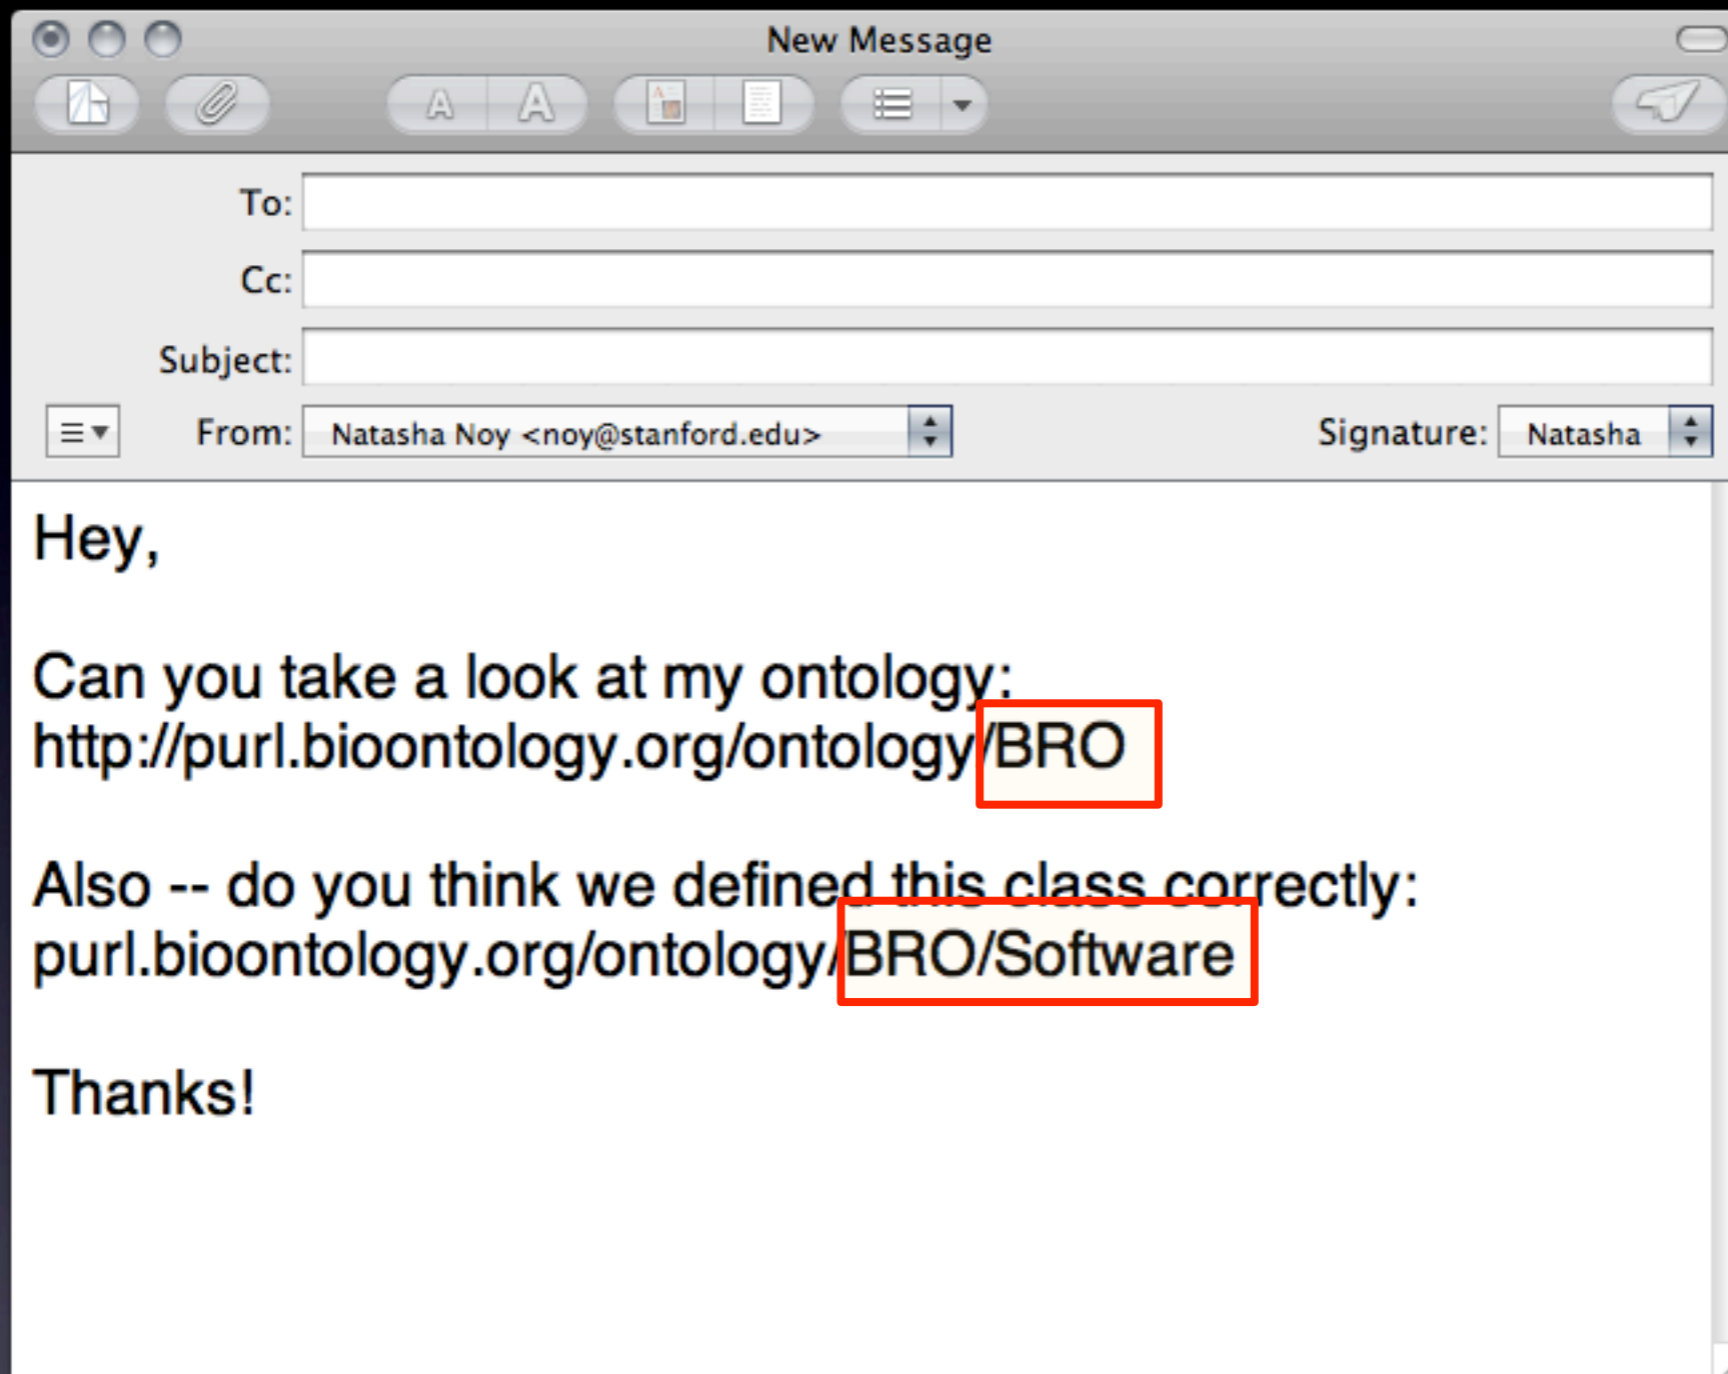 New Message
A A
To:
Cc:
Subject:
From: Natasha Noy <noy@stanford.edu> Signature: Natasha
Hey,
Can you take a look at my ontology:
http://purl.bioontology.org/ontology/BRO
Also -- do you think we defined this class correctly:
purl.bioontology.org/ontology/BRO/Software
Thanks!